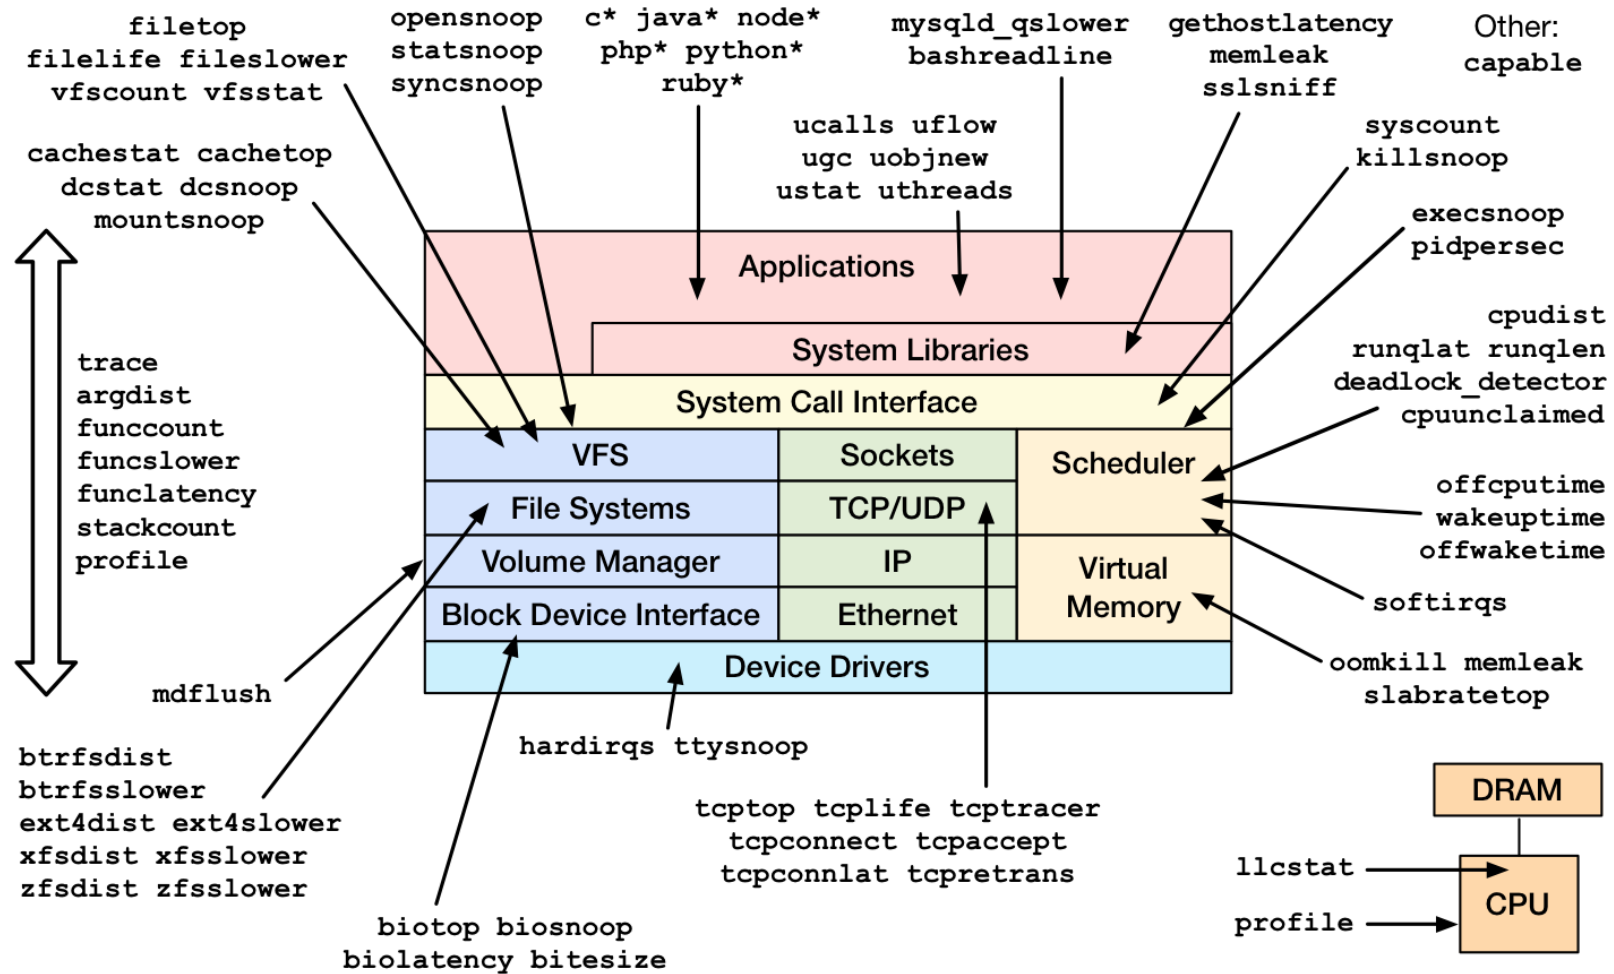 filetop
filelife fileslower
vfscount vfsstat
opensnoop
statsnoop
syncsnoop
c* java* node*
php* python*
ruby*
mysqld_qslower
bashreadline
gethostlatency
memleak
sslsniff
Other:
capable
cachestat cachetop
dcstat dcsnoop
mountsnoop
ucalls uflow
ugc uobjnew
ustat uthreads
syscount
killsnoop
execsnoop
pidpersec
trace
argdist
funccount
funcslower
funclatency
stackcount
profile
Applications
System Libraries
System Call Interface
VFS
Sockets
Scheduler
File Systems
TCP/UDP
Volume Manager
IP
Virtual
Memory
Block Device Interface
Ethernet
Device Drivers
cpudist
runqlat runqlen
deadlock_detector
cpuunclaimed
offcputime
wakeuptime
offwaketime
softirqs
oomkill memleak
slabratetop
mdflush
btrfsdist
btrfsslower
ext4dist ext4slower
xfsdist xfsslower
zfsdist zfsslower
hardirqs ttysnoop
biotop biosnoop
biolatency bitesize
tcptop tcplife tcptracer
tcpconnect tcpaccept
tcpconnlat tcpretrans
DRAM
llcstat
CPU
profile